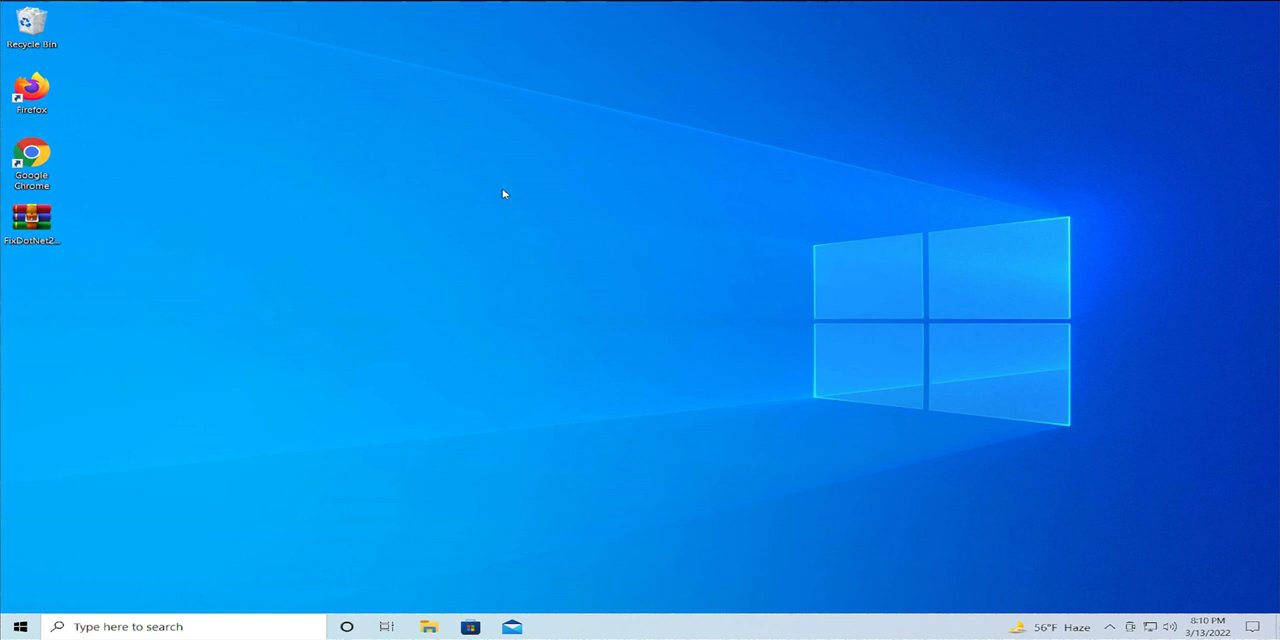 Recycle Bin
Firefox
Google
Chrome
FixDotNet2...
Type here to search
56°F Haze
8:10 PM
3/13/2022